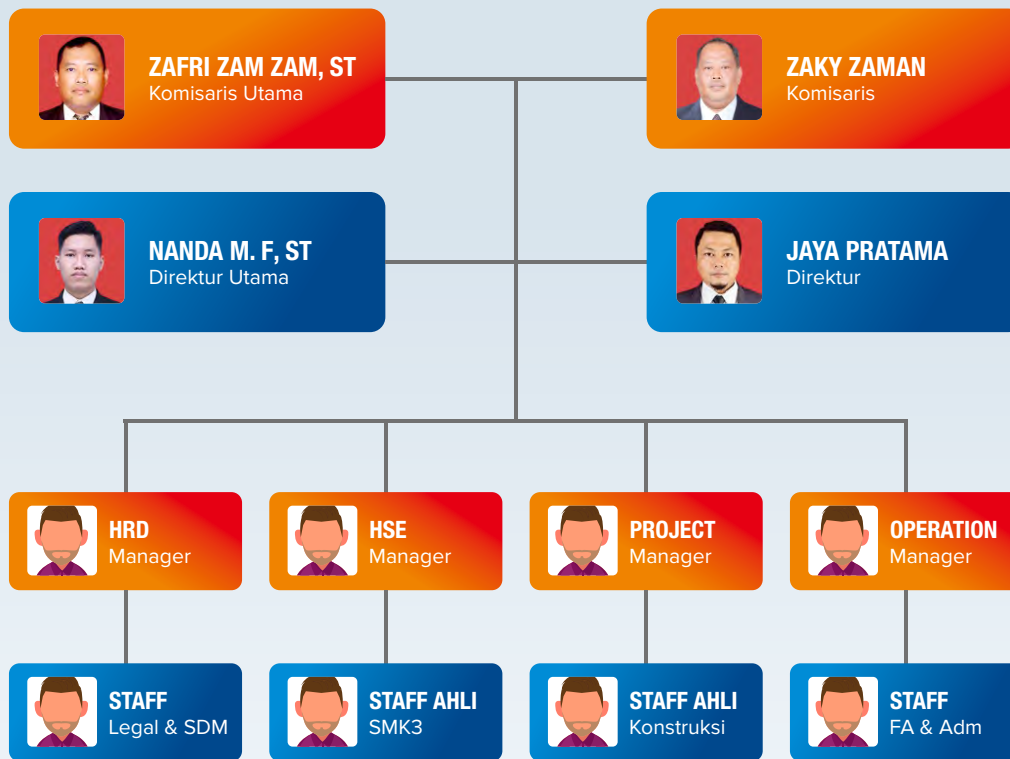 ZAFRI ZAM ZAM, ST
Komisaris Utama
ZAKY ZAMAN
Komisaris
NANDA M. F, ST
Direktur Utama
JAYA PRATAMA
Direktur
HRD
Manager
HSE
Manager
PROJECT
Manager
OPERATION
Manager
STAFF
Legal & SDM
STAFF AHLI
SMK3
STAFF AHLI
Konstruksi
STAFF
FA & Adm